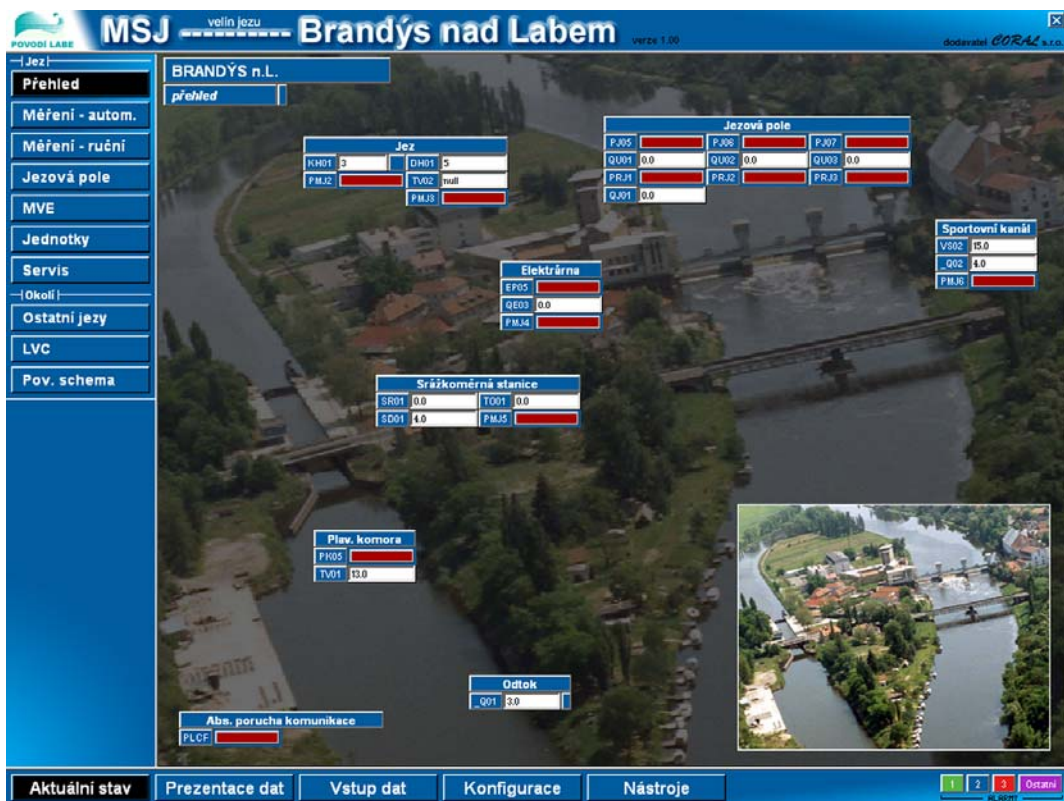 POVODÍ LABE
MSJ velín jezu Brandýs nad Labem
verze 1.00
dodavatel CORAL s.r.o.
Jez
Přehled
Měření - autom.
Měření - ruční
Jezová pole
MVE
Jednotky
Servis
Okolí
Ostatní jezy
LVC
Pov. schema
BRANDÝS n.L.
přehled
Jez
KH01 3 DH01 5
PMJ2 TV02 null
PMJ3
Jezová pole
PJ05 PJ06 PJ07
QU01 0.0 QU02 0.0 QU03 0.0
PRJ1 PRJ2 PRJ3
QJ01 0.0
Sportovní kanál
VS02 15.0
_Q02 4.0
PMJ6
Elektrárna
EP05
QE03 0.0
PMJ4
Srážkoměrná stanice
SR01 0.0 TO01 0.0
SD01 4.0 PMJ5
Plav. komora
PK05
TV01 13.0
Odtok
_Q01 3.0
Abs. porucha komunikace
PLCF
Aktuální stav Prezentace dat Vstup dat Konfigurace Nástroje
1 2 3 Ostatní